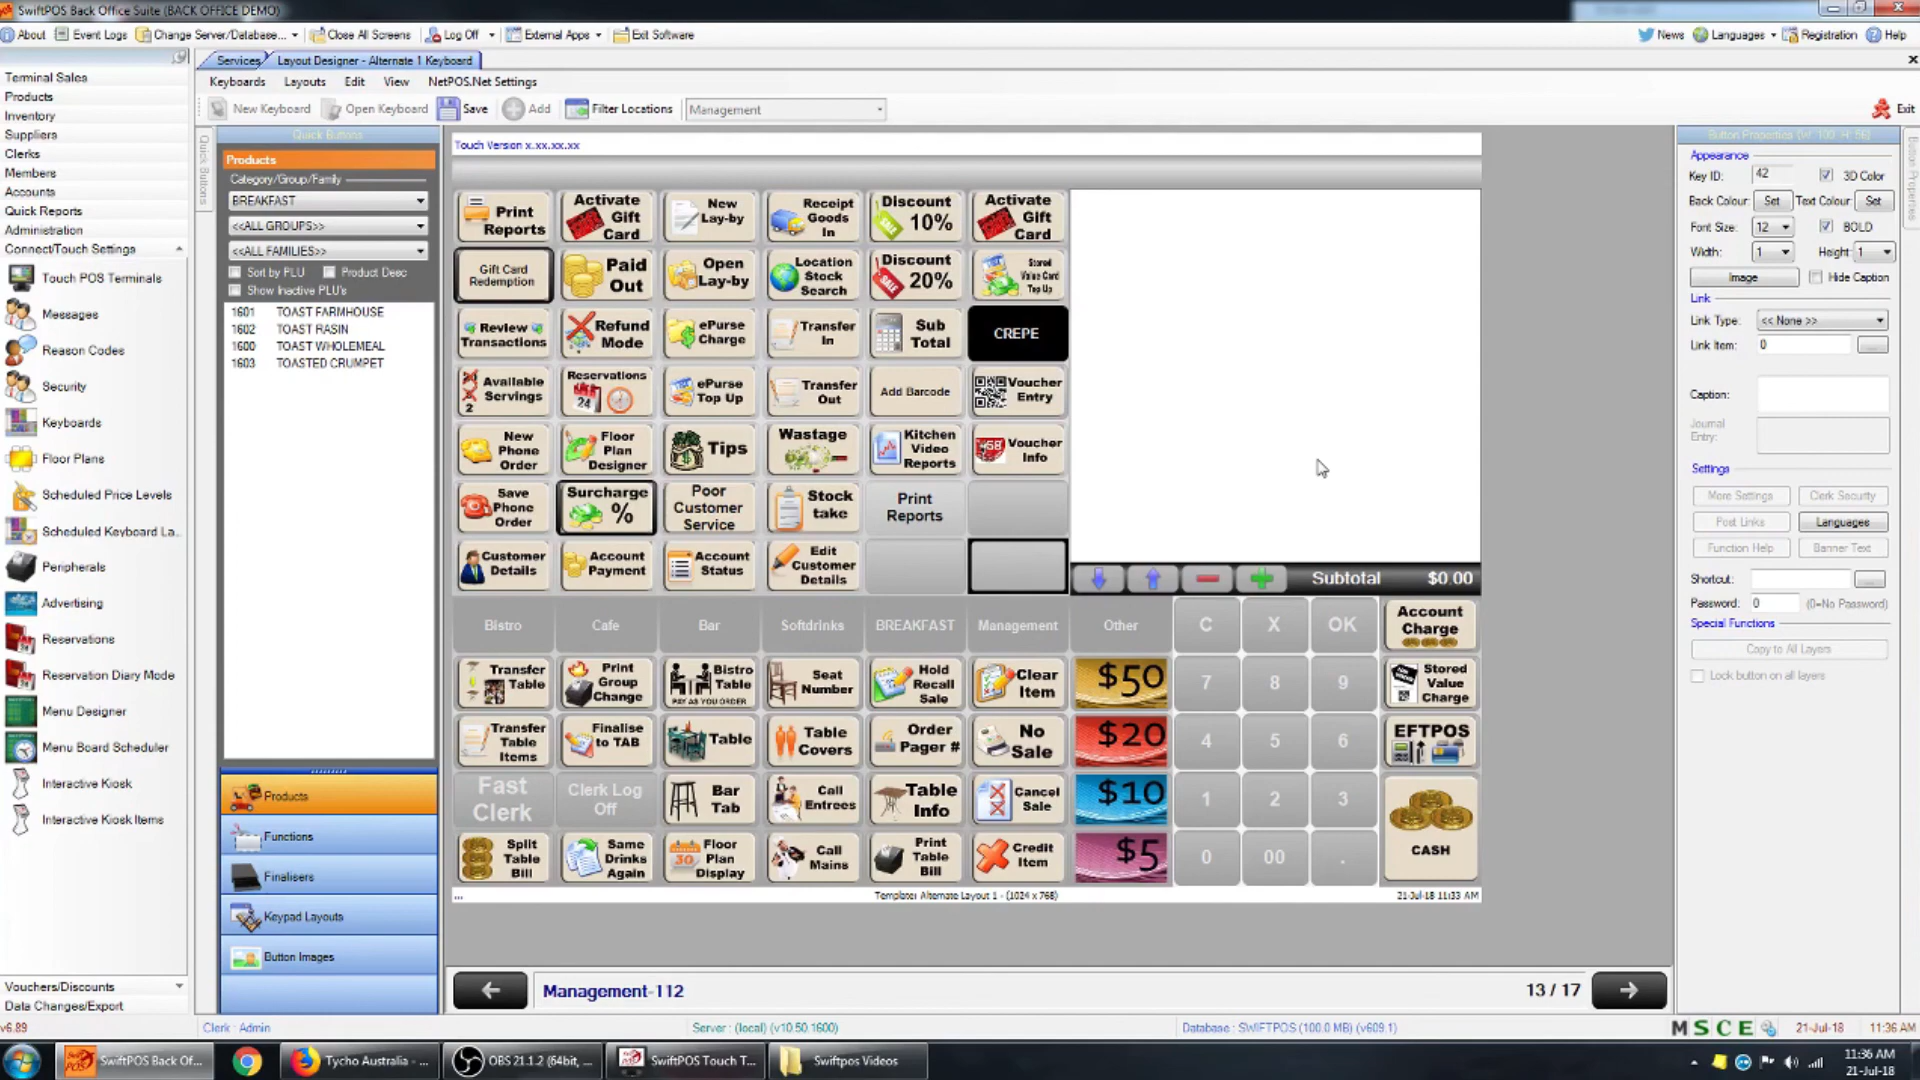 SwiftPOS Back Office Suite (BACK OFFICE DEMO)
About Event Logs Change Server/Database... Close All Screens Log Off External Apps Exit Software News Languages Registration Help
Services Layout Designer - Alternate 1 Keyboard
Keyboards Layouts Edit View NetPOS.Net Settings
New Keyboard Open Keyboard Save Add Filter Locations Management Exit
Terminal Sales
Products
Inventory
Suppliers
Clerks
Members
Accounts
Quick Reports
Administration
Connect/Touch Settings
Touch POS Terminals
Messages
Reason Codes
Security
Keyboards
Floor Plans
Scheduled Price Levels
Scheduled Keyboard La...
Peripherals
Advertising
Reservations
Reservation Diary Mode
Menu Designer
Menu Board Scheduler
Interactive Kiosk
Interactive Kiosk Items
Vouchers/Discounts
Data Changes/Export
Quick Buttons
Quick Buttons
Products
Category/Group/Family
BREAKFAST
<<ALL GROUPS>>
<<ALL FAMILIES>>
Sort by PLU Product Desc
Show Inactive PLU's
1601 TOAST FARMHOUSE
1602 TOAST RASIN
1600 TOAST WHOLEMEAL
1603 TOASTED CRUMPET
Products
Functions
Finalisers
Keypad Layouts
Button Images
Touch Version x.xx.xx.xx
Print Reports Activate Gift Card New Lay-by Receipt Goods In Discount 10% Activate Gift Card
Gift Card Redemption Paid Out Open Lay-by Location Stock Search Discount 20% Stored Value Card Top Up
Review Transactions Refund Mode ePurse Charge Transfer In Sub Total CREPE
Available Servings 2 Reservations 24 ePurse Top Up Transfer Out Add Barcode Voucher Entry
New Phone Order Floor Plan Designer Tips Wastage Kitchen Video Reports Voucher Info
Save Phone Order Surcharge % Poor Customer Service Stock take Print Reports
Customer Details Account Payment Account Status Edit Customer Details
Subtotal $0.00
Bistro Cafe Bar Softdrinks BREAKFAST Management Other C X OK Account Charge
Transfer Table Print Group Change Bistro Table PAY AS YOU ORDER Seat Number Hold Recall Sale Clear Item $50 7 8 9 Stored Value Charge
Transfer Table Items Finalise to TAB Table Table Covers Order Pager # No Sale $20 4 5 6 EFTPOS
Fast Clerk Clerk Log Off Bar Tab Call Entrees Table Info Cancel Sale $10 1 2 3
Split Table Bill Same Drinks Again 30 Floor Plan Display Call Mains Print Table Bill Credit Item $5 0 00 . CASH
... Template: Alternate Layout 1 - (1024 x 768) 21-Jul-18 11:33 AM
Management-112 13 / 17
Button Properties (W: 100, H: 56)
Button Properties
Appearance
Key ID: 42 3D Color
Back Colour: Set Text Colour: Set
Font Size: 12 BOLD
Width: 1 Height: 1
Image Hide Caption
Link
Link Type: << None >>
Link Item: 0 ...
Caption:
Journal Entry:
Settings
More Settings Clerk Security
Post Links Languages
Function Help Banner Text
Shortcut: ...
Password: 0 (0=No Password)
Special Functions
Copy to All Layers
Lock button on all layers
v6.89 Clerk : Admin Server : (local) (v10.50.1600) Database : SWIFTPOS (100.0 MB) (v609.1) M S C E 21-Jul-18 11:36 AM
SwiftPOS Back Of... Tycho Australia - ... OBS 21.1.2 (64bit, ... SwiftPOS Touch T... Swiftpos Videos 11:36 AM
21-Jul-18